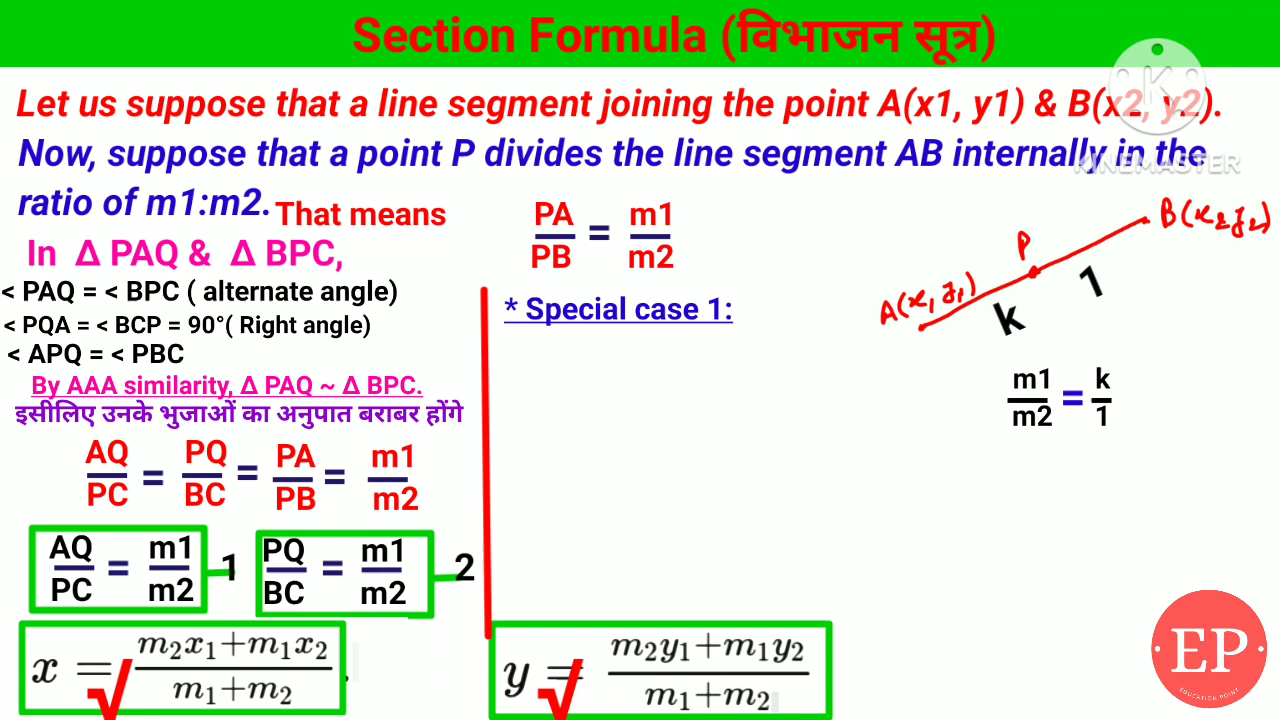 Section Formula (विभाजन सूत्र)
Let us suppose that a line segment joining the point A(x1, y1) & B(x2, y2).
Now, suppose that a point P divides the line segment AB internally in the
ratio of m1:m2. That means PA/PB = m1/m2
In Δ PAQ & Δ BPC,
< PAQ = < BPC ( alternate angle)
< PQA = < BCP = 90°( Right angle)
< APQ = < PBC
By AAA similarity, Δ PAQ ~ Δ BPC.
इसीलिए उनके भुजाओं का अनुपात बराबर होंगे
AQ/PC = PQ/BC = PA/PB = m1/m2
AQ/PC = m1/m2 1
PQ/BC = m1/m2 2
x = m₂x₁+m₁x₂/m₁+m₂.
y = m₂y₁+m₁y₂/m₁+m₂
* Special case 1:
A(x₁ y₁)
P
B(x₂ y₂)
k
1
m1/m2 = k/1
K
KINEMASTER
EP
EDUCATION POINT